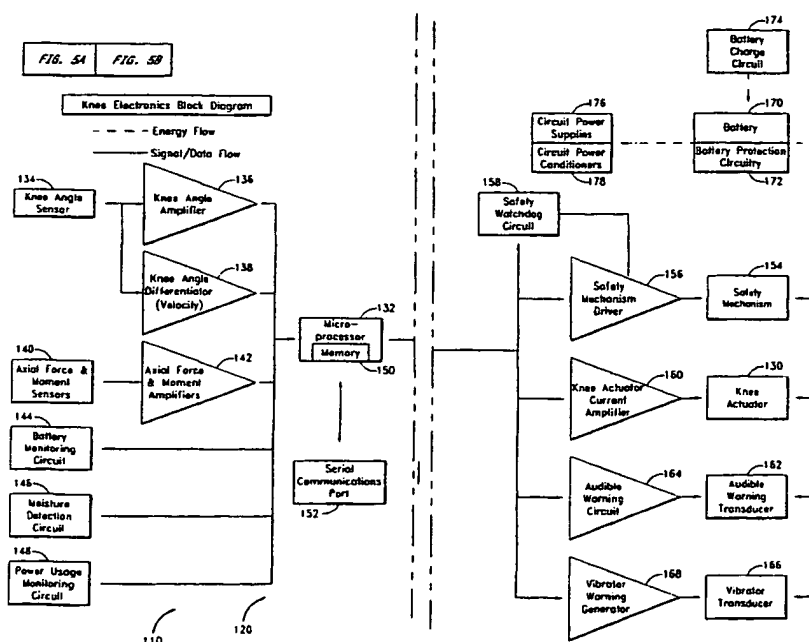 FIG. 5A FIG. 5B
Knee Electronics Block Diagram
Energy Flow
Signal/Data Flow
134
Knee Angle
Sensor
136
Knee Angle
Amplifier
138
Knee Angle
Differentiator
(Velocity)
140
Axial Force &
Moment
Sensors
142
Axial Force
& Moment
Amplifiers
144
Battery
Monitoring
Circuit
146
Moisture
Detection
Circuit
148
Power Usage
Monitoring
Circuit
110
120
132
Micro-
processor
Memory
150
Serial
Communications
Port
152
174
Battery
Charge
Circuit
176
Circuit Power
Supplies
Circuit Power
Conditioners
178
170
Battery
Battery Protection
Circuitry
172
158
Safety
Watchdog
Circuit
156
Safety
Mechanism
Driver
154
Safety
Mechanism
160
Knee Actuator
Current
Amplifier
130
Knee
Actuator
164
Audible
Warning
Circuit
162
Audible
Warning
Transducer
168
Vibrator
Warning
Generator
166
Vibrator
Transducer